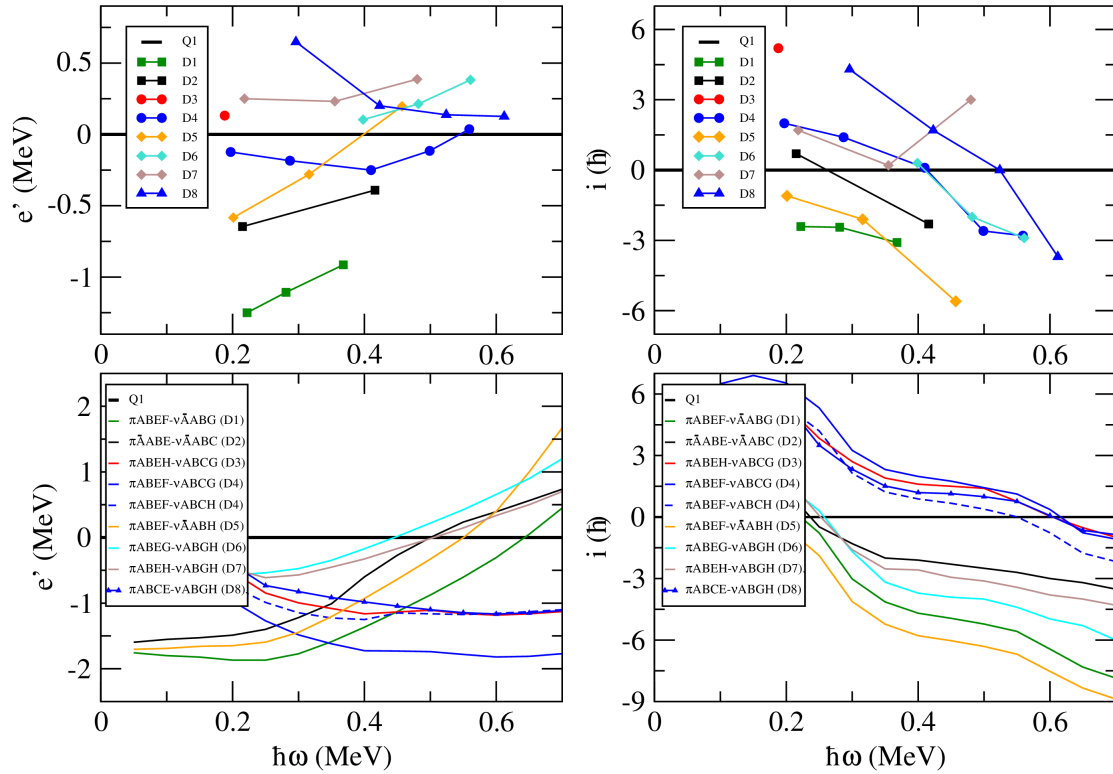 e' (MeV)
0.5
0
-0.5
-1
Q1
D1
D2
D3
D4
D5
D6
D7
D8
0
0.2
0.4
0.6
i (ħ)
6
3
0
-3
-6
Q1
D1
D2
D3
D4
D5
D6
D7
D8
0
0.2
0.4
0.6
e' (MeV)
2
1
0
-1
-2
Q1
πABEF-νĀABG (D1)
πĀABE-νĀABC (D2)
πABEH-νABCG (D3)
πABEF-νABCG (D4)
πABEF-νABCH (D4)
πABEF-νĀABH (D5)
πABEG-νABGH (D6)
πABEH-νABGH (D7)
πABCE-νABGH (D8)
0
0.2
0.4
0.6
ħω (MeV)
i (ħ)
6
3
0
-3
-6
-9
Q1
πABEF-νĀABG (D1)
πĀABE-νĀABC (D2)
πABEH-νABCG (D3)
πABEF-νABCG (D4)
πABEF-νABCH (D4)
πABEF-νĀABH (D5)
πABEG-νABGH (D6)
πABEH-νABGH (D7)
πABCE-νABGH (D8)
0
0.2
0.4
0.6
ħω (MeV)